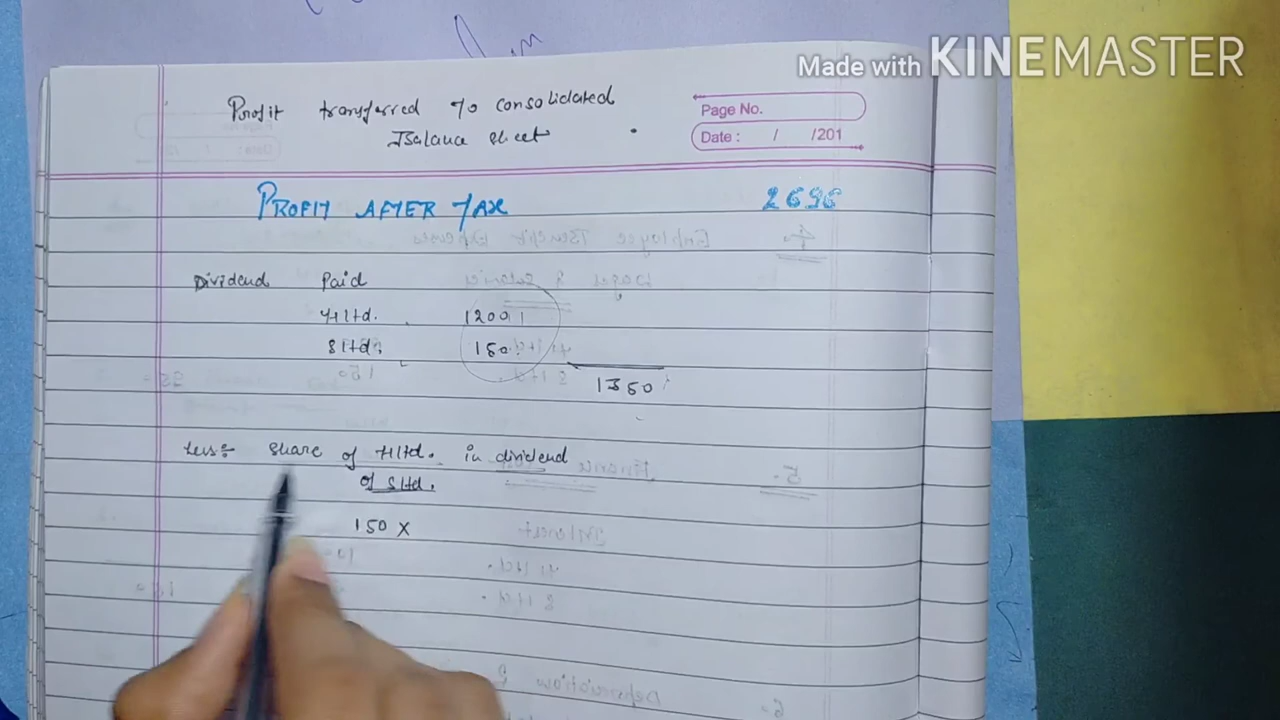 Made with KINEMASTER
Profit transferred to consolidated
Balance sheet
Page No.
Date : / /201
PROFIT AFTER TAX 2696
Dividend Paid
H ltd. 1200
S ltd. 150
1350
Less:- Share of H ltd. in dividend
of S ltd.
150 X